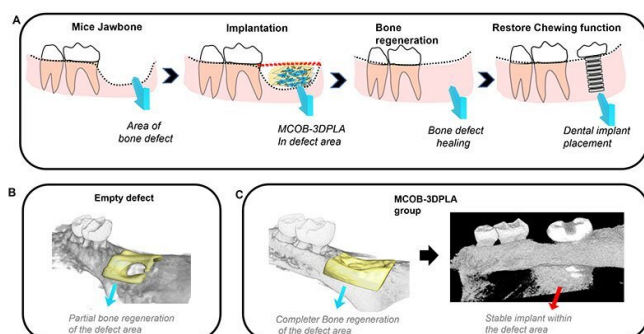 A
Mice Jawbone
Implantation
Bone
regeneration
Restore Chewing function
Area of
bone defect
MCOB-3DPLA
In defect area
Bone defect
healing
Dental implant
placement
B
Empty defect
Partial bone regeneration
of the defect area
C
MCOB-3DPLA
group
Completer Bone regeneration
of the defect area
Stable implant within
the defect area